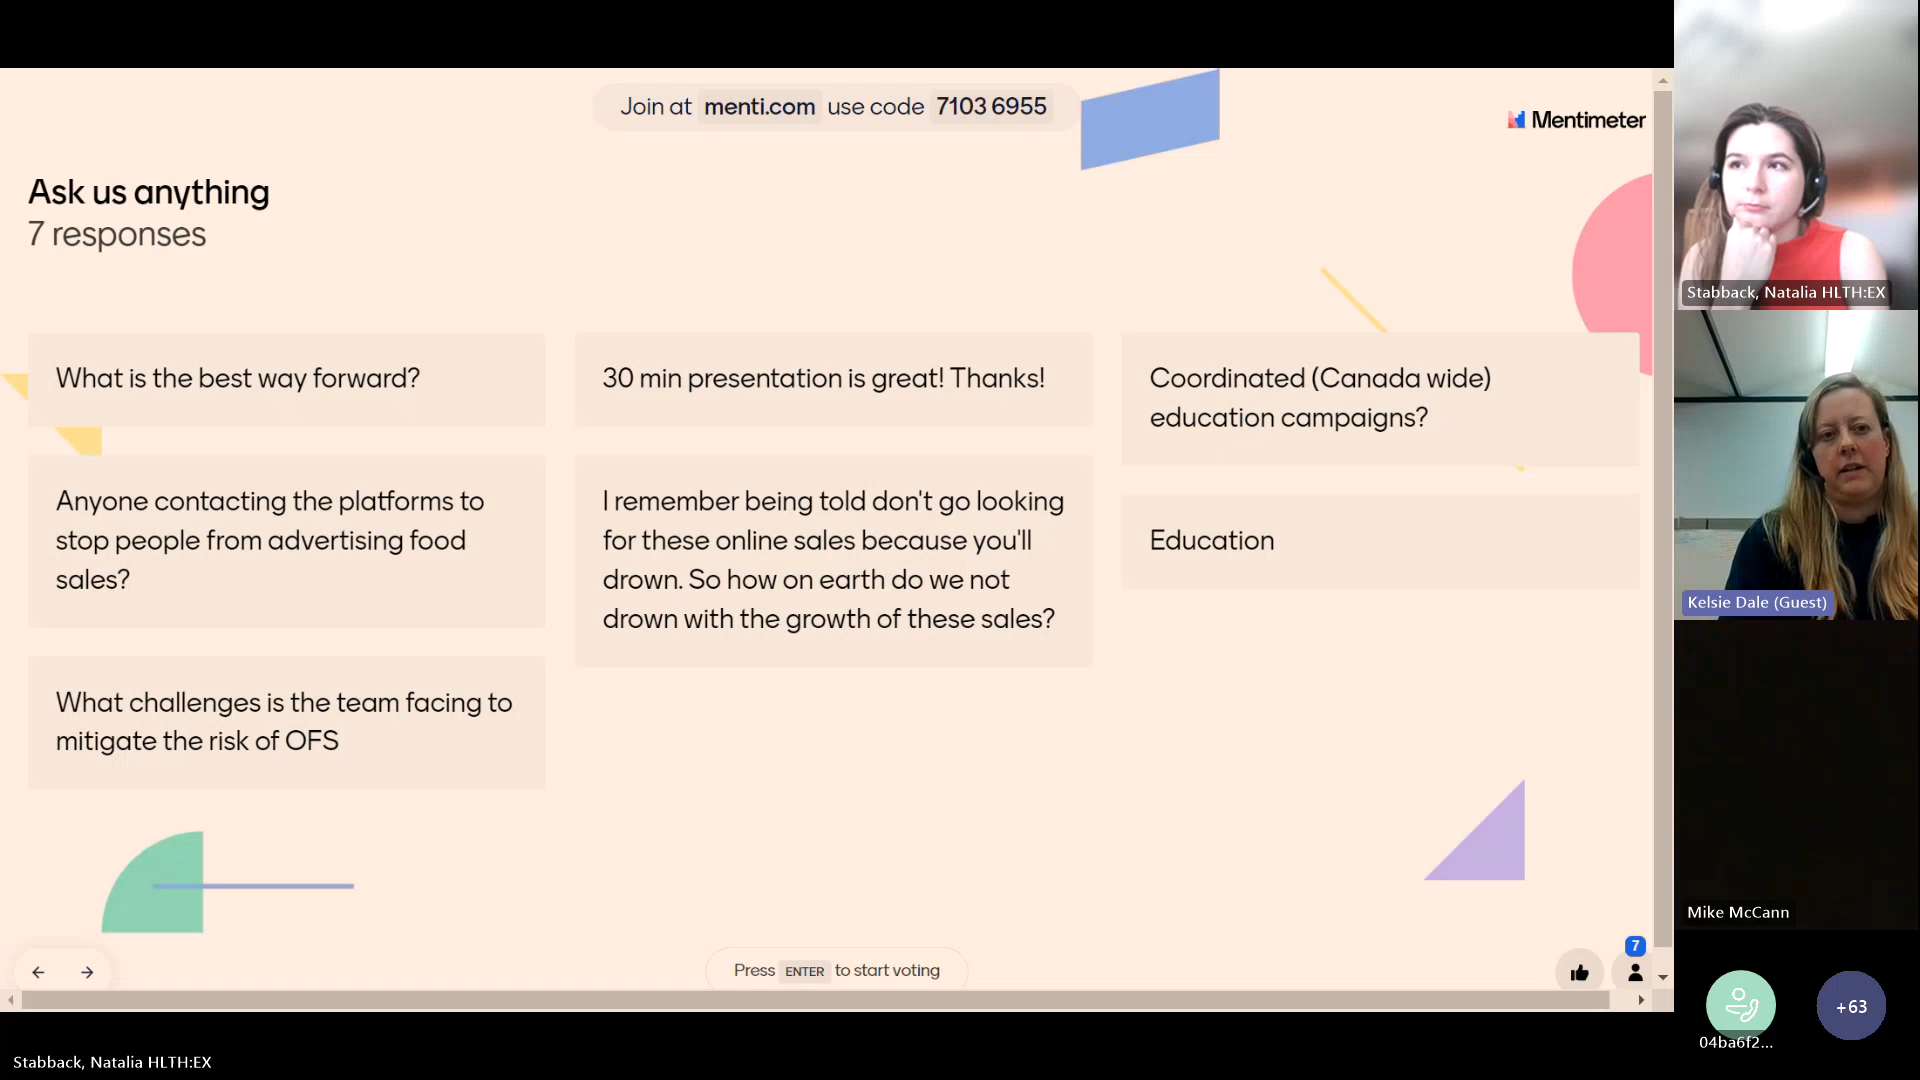 Join at menti.com use code 7103 6955
Mentimeter
Ask us anything
7 responses
What is the best way forward?
Anyone contacting the platforms to
stop people from advertising food
sales?
What challenges is the team facing to
mitigate the risk of OFS
30 min presentation is great! Thanks!
I remember being told don't go looking
for these online sales because you'll
drown. So how on earth do we not
drown with the growth of these sales?
Coordinated (Canada wide)
education campaigns?
Education
Press ENTER to start voting
7
Stabback, Natalia HLTH:EX
Kelsie Dale (Guest)
Mike McCann
04ba6f2...
+63
Stabback, Natalia HLTH:EX